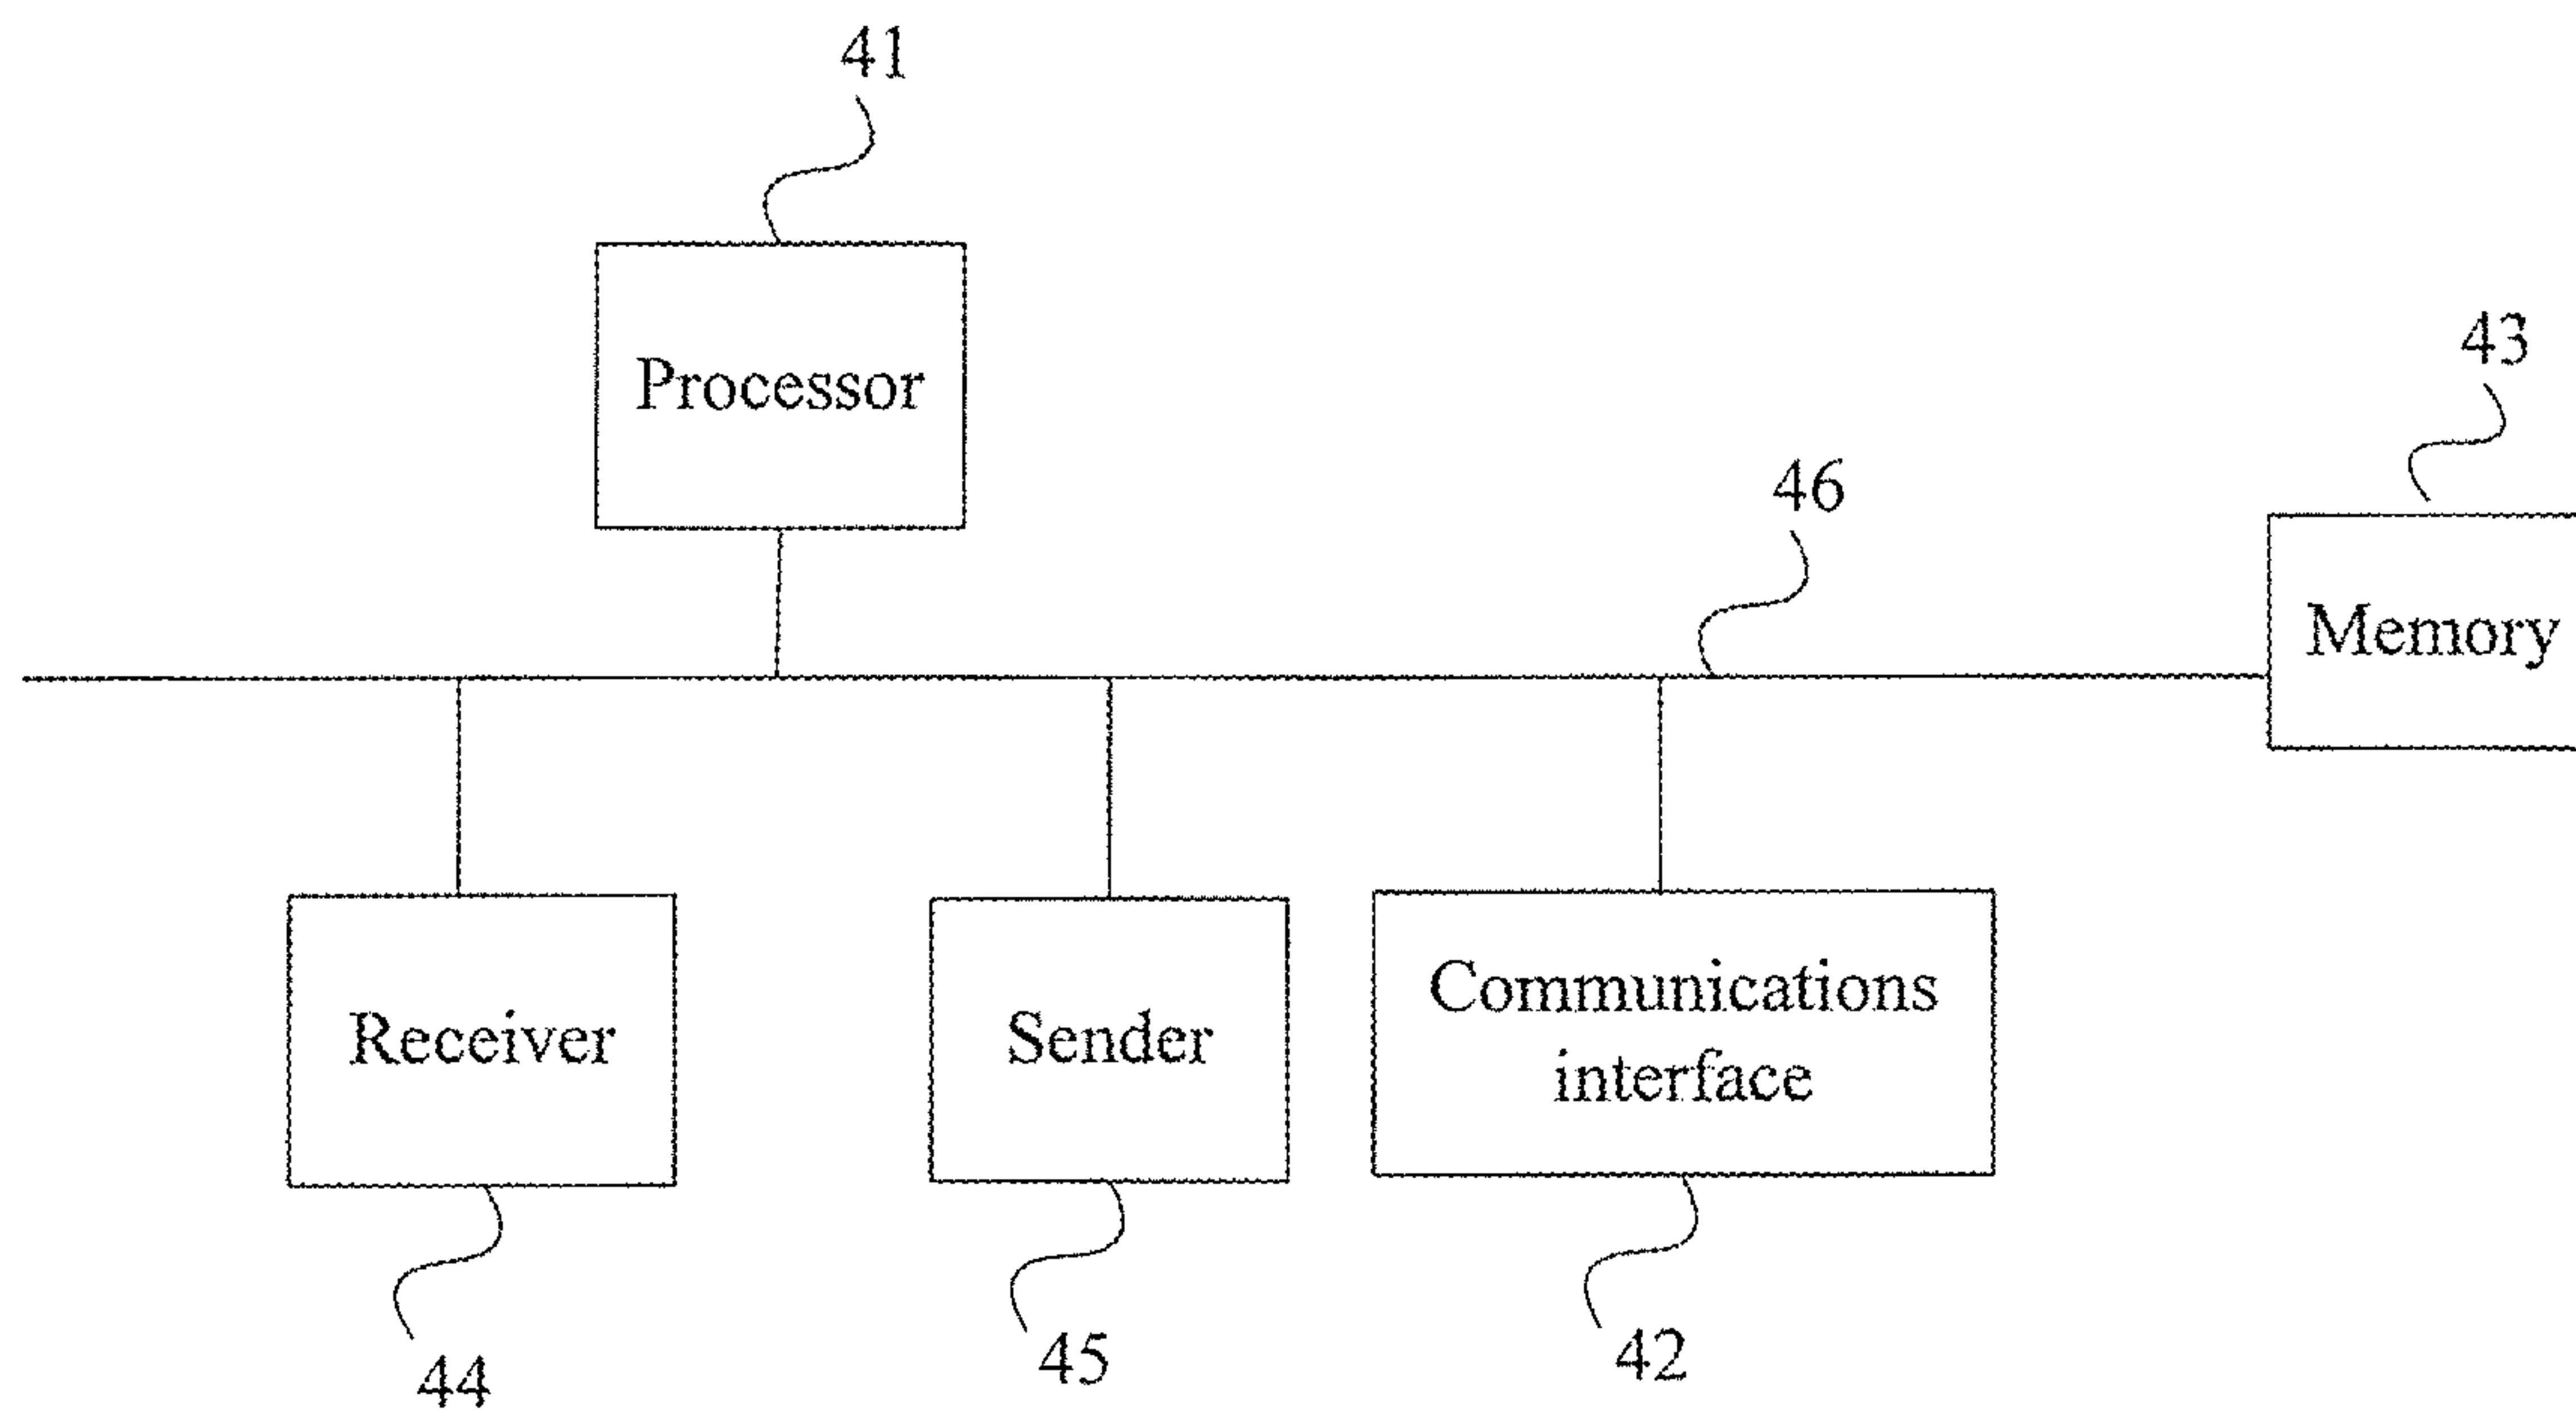 41
Processor
43
46
Memory
Receiver
Sender
Communications
interface
44
45
42